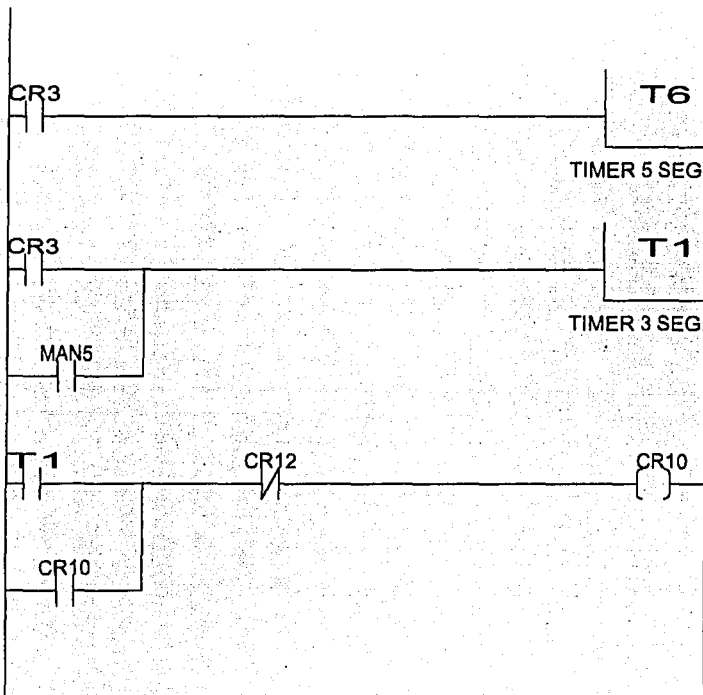 CR3
T6
TIMER 5 SEG
CR3
T1
TIMER 3 SEG.
MAN5
T1
CR12
CR10
CR10